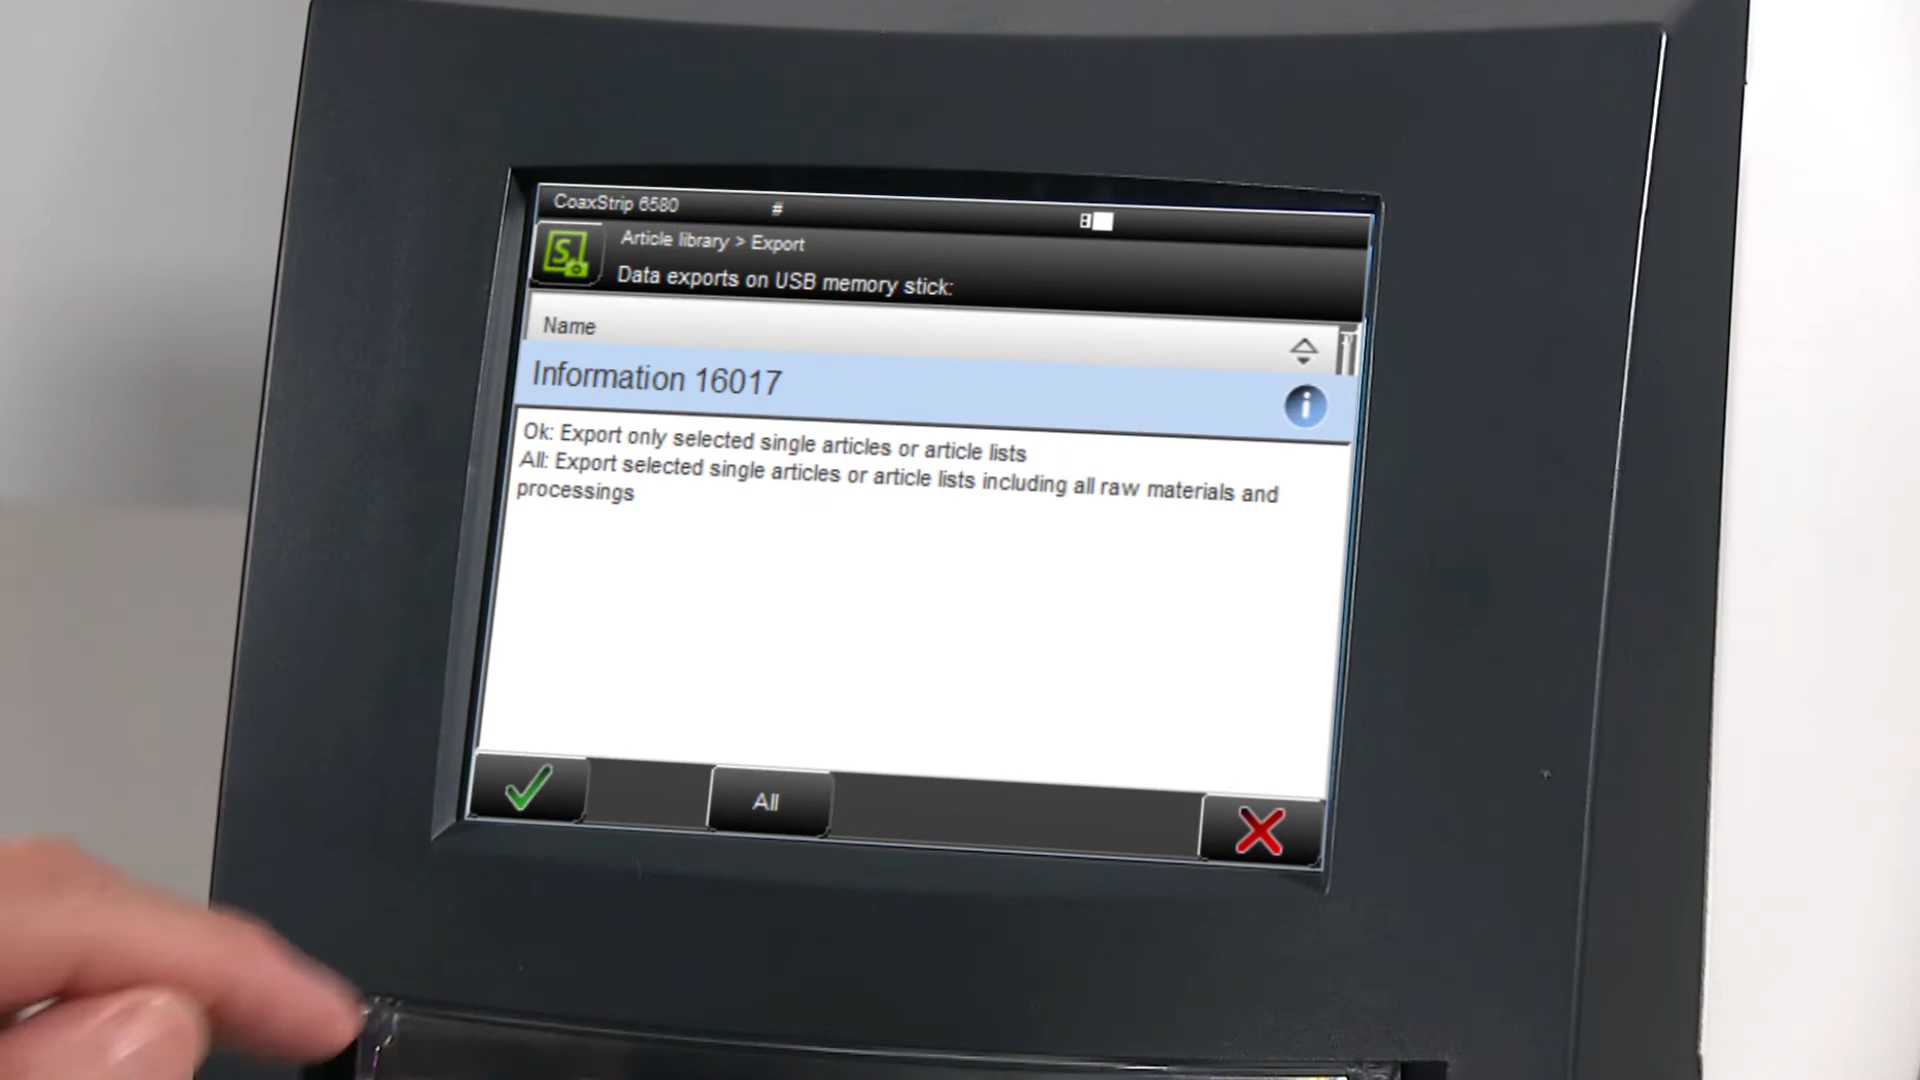 CoaxStrip 6580 #
Article library > Export
Data exports on USB memory stick:
Name
Information 16017
Ok: Export only selected single articles or article lists
All: Export selected single articles or article lists including all raw materials and
processings
All